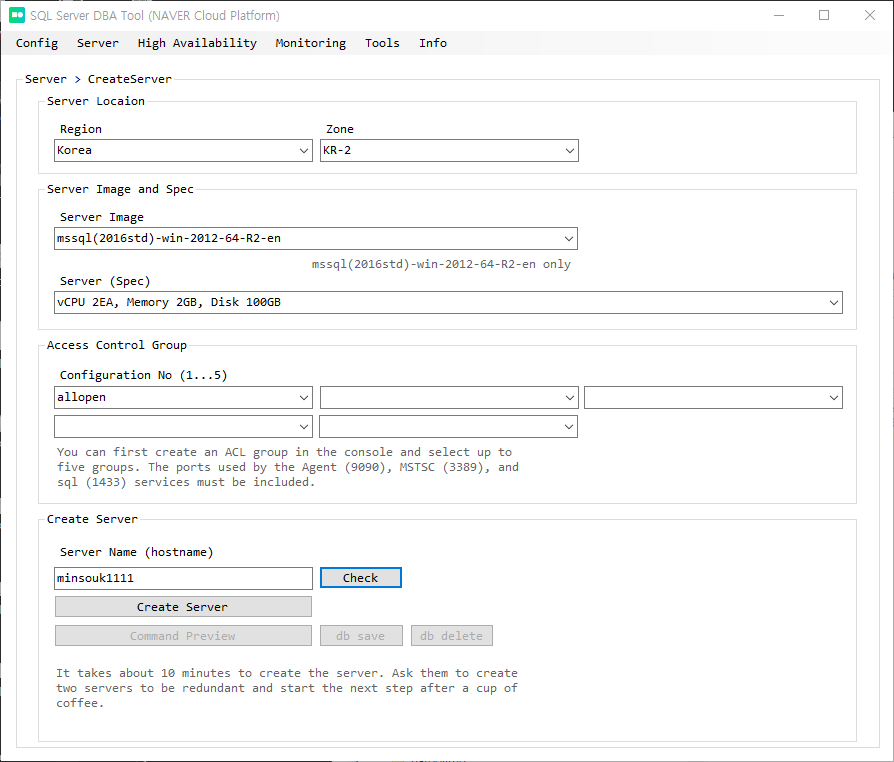 SQL Server DBA Tool (NAVER Cloud Platform)
Config Server High Availability Monitoring Tools Info
Server > CreateServer
Server Locaion
Region Zone
Korea KR-2
Server Image and Spec
Server Image
mssql(2016std)-win-2012-64-R2-en
mssql(2016std)-win-2012-64-R2-en only
Server (Spec)
vCPU 2EA, Memory 2GB, Disk 100GB
Access Control Group
Configuration No (1...5)
allopen
You can first create an ACL group in the console and select up to
five groups. The ports used by the Agent (9090), MSTSC (3389), and
sql (1433) services must be included.
Create Server
Server Name (hostname)
minsouk1111 Check
Create Server
Command Preview db save db delete
It takes about 10 minutes to create the server. Ask them to create
two servers to be redundant and start the next step after a cup of
coffee.